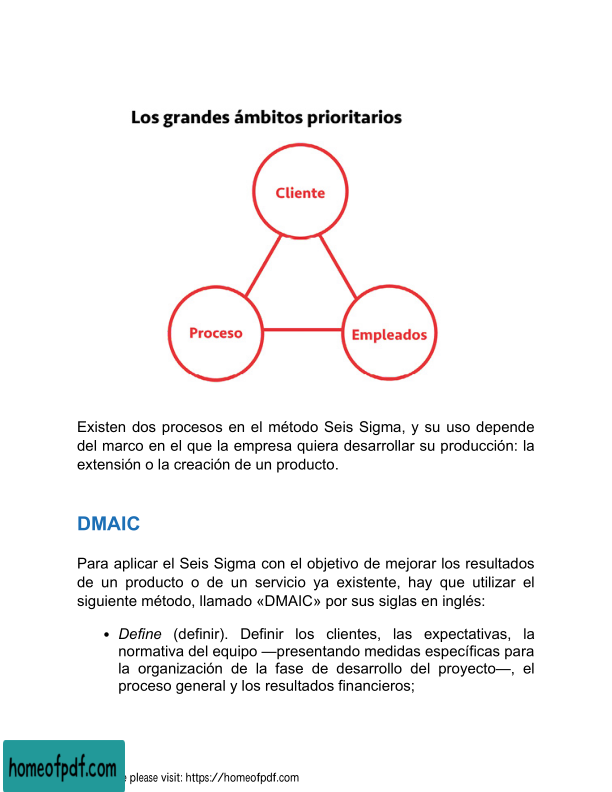 Los grandes ámbitos prioritarios
Cliente
Proceso
Empleados
Existen dos procesos en el método Seis Sigma, y su uso depende
del marco en el que la empresa quiera desarrollar su producción: la
extensión o la creación de un producto.
DMAIC
Para aplicar el Seis Sigma con el objetivo de mejorar los resultados
de un producto o de un servicio ya existente, hay que utilizar el
siguiente método, llamado «DMAIC» por sus siglas en inglés:
• Define (definir). Definir los clientes, las expectativas, la
normativa del equipo —presentando medidas específicas para
la organización de la fase de desarrollo del proyecto—, el
proceso general y los resultados financieros;
homeofpdf.com
please visit: https://homeofpdf.com